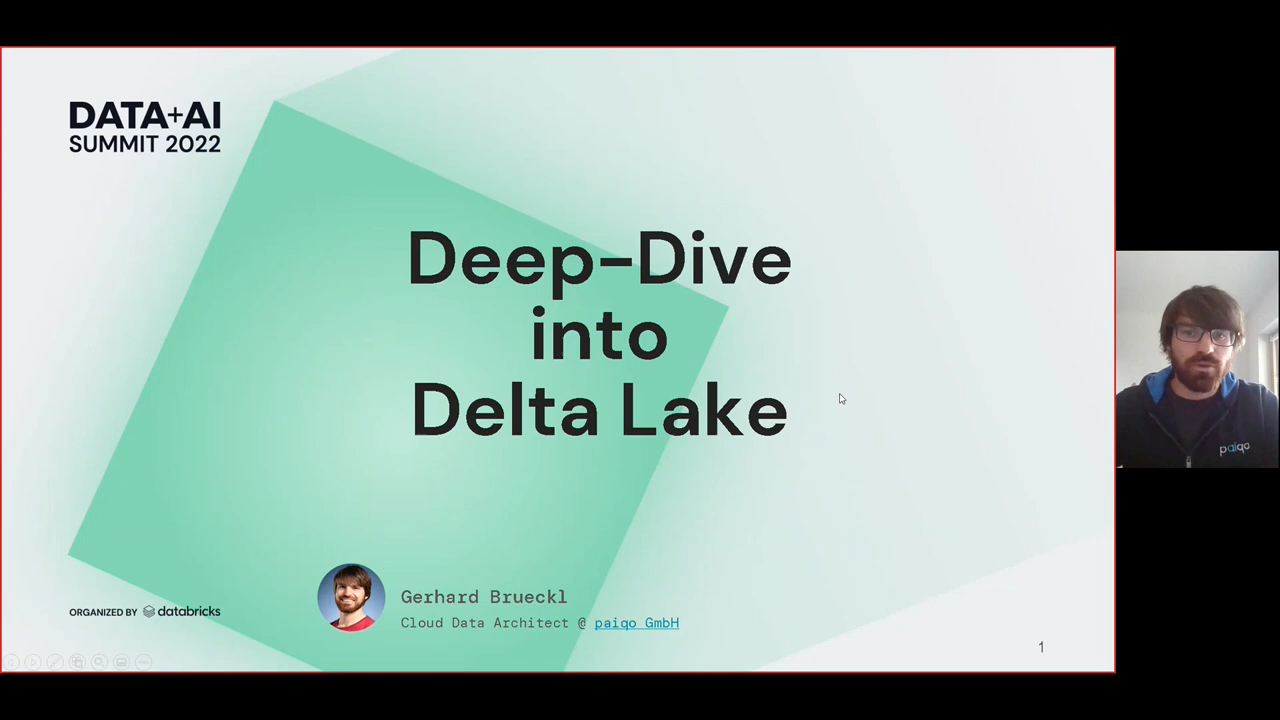 DATA+AI
SUMMIT 2022
Deep-Dive
into
Delta Lake
Gerhard Brueckl
Cloud Data Architect @ paiqo GmbH
ORGANIZED BY databricks
1
paiqo